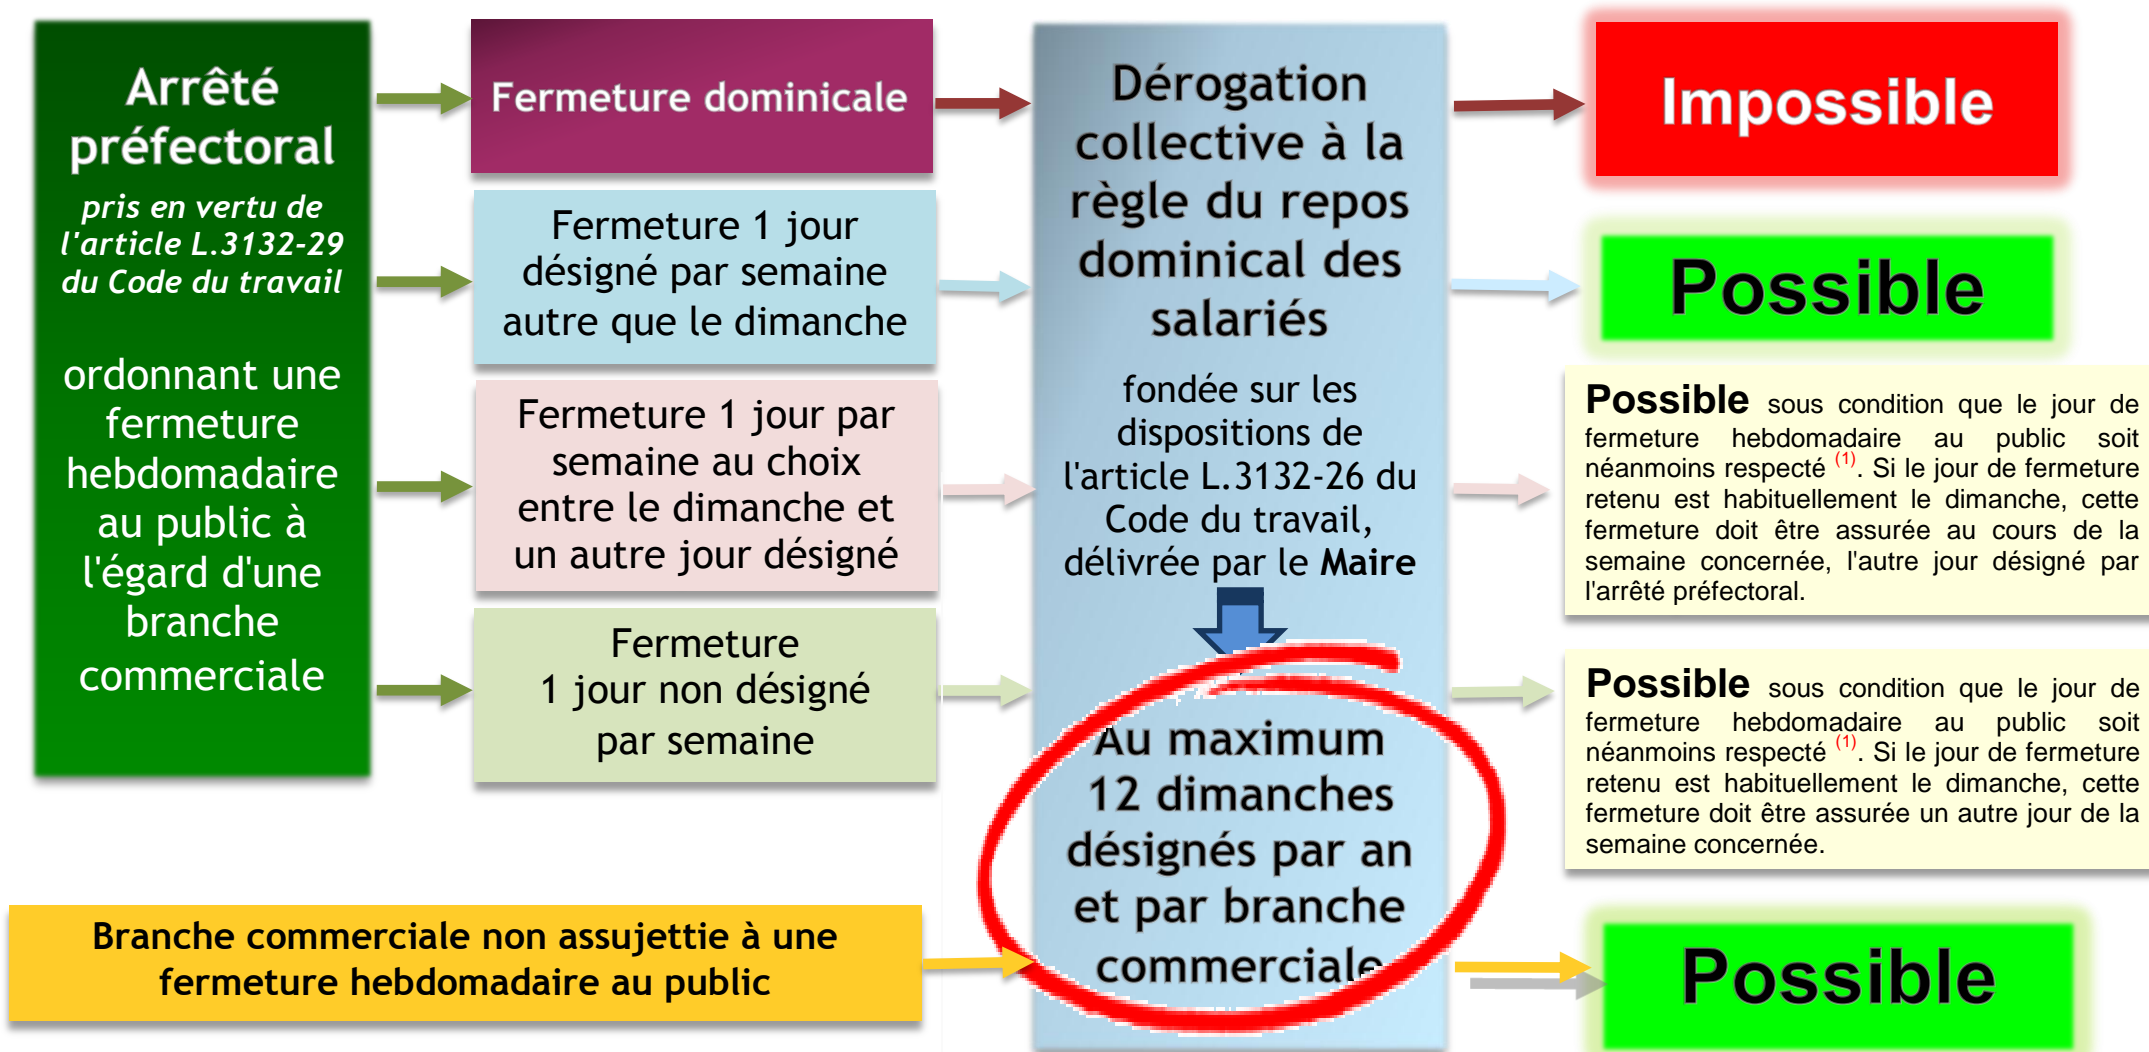 Arrêté
préfectoral
pris en vertu de
l'article L.3132-29
du Code du travail
ordonnant une
fermeture
hebdomadaire
au public à
l'égard d'une
branche
commerciale
Fermeture dominicale
Fermeture 1 jour
désigné par semaine
autre que le dimanche
Fermeture 1 jour par
semaine au choix
entre le dimanche et
un autre jour désigné
Fermeture
1 jour non désigné
par semaine
Branche commerciale non assujettie à une
fermeture hebdomadaire au public
Dérogation
collective à la
règle du repos
dominical des
salariés
fondée sur les
dispositions de
l'article L.3132-26 du
Code du travail,
délivrée par le Maire
Au maximum
12 dimanches
désignés par an
et par branche
commerciale
Impossible
Possible
Possible sous condition que le jour de
fermeture hebdomadaire au public soit
néanmoins respecté (1). Si le jour de fermeture
retenu est habituellement le dimanche, cette
fermeture doit être assurée au cours de la
semaine concernée, l'autre jour désigné par
l'arrêté préfectoral.
Possible sous condition que le jour de
fermeture hebdomadaire au public soit
néanmoins respecté (1). Si le jour de fermeture
retenu est habituellement le dimanche, cette
fermeture doit être assurée un autre jour de la
semaine concernée.
Possible